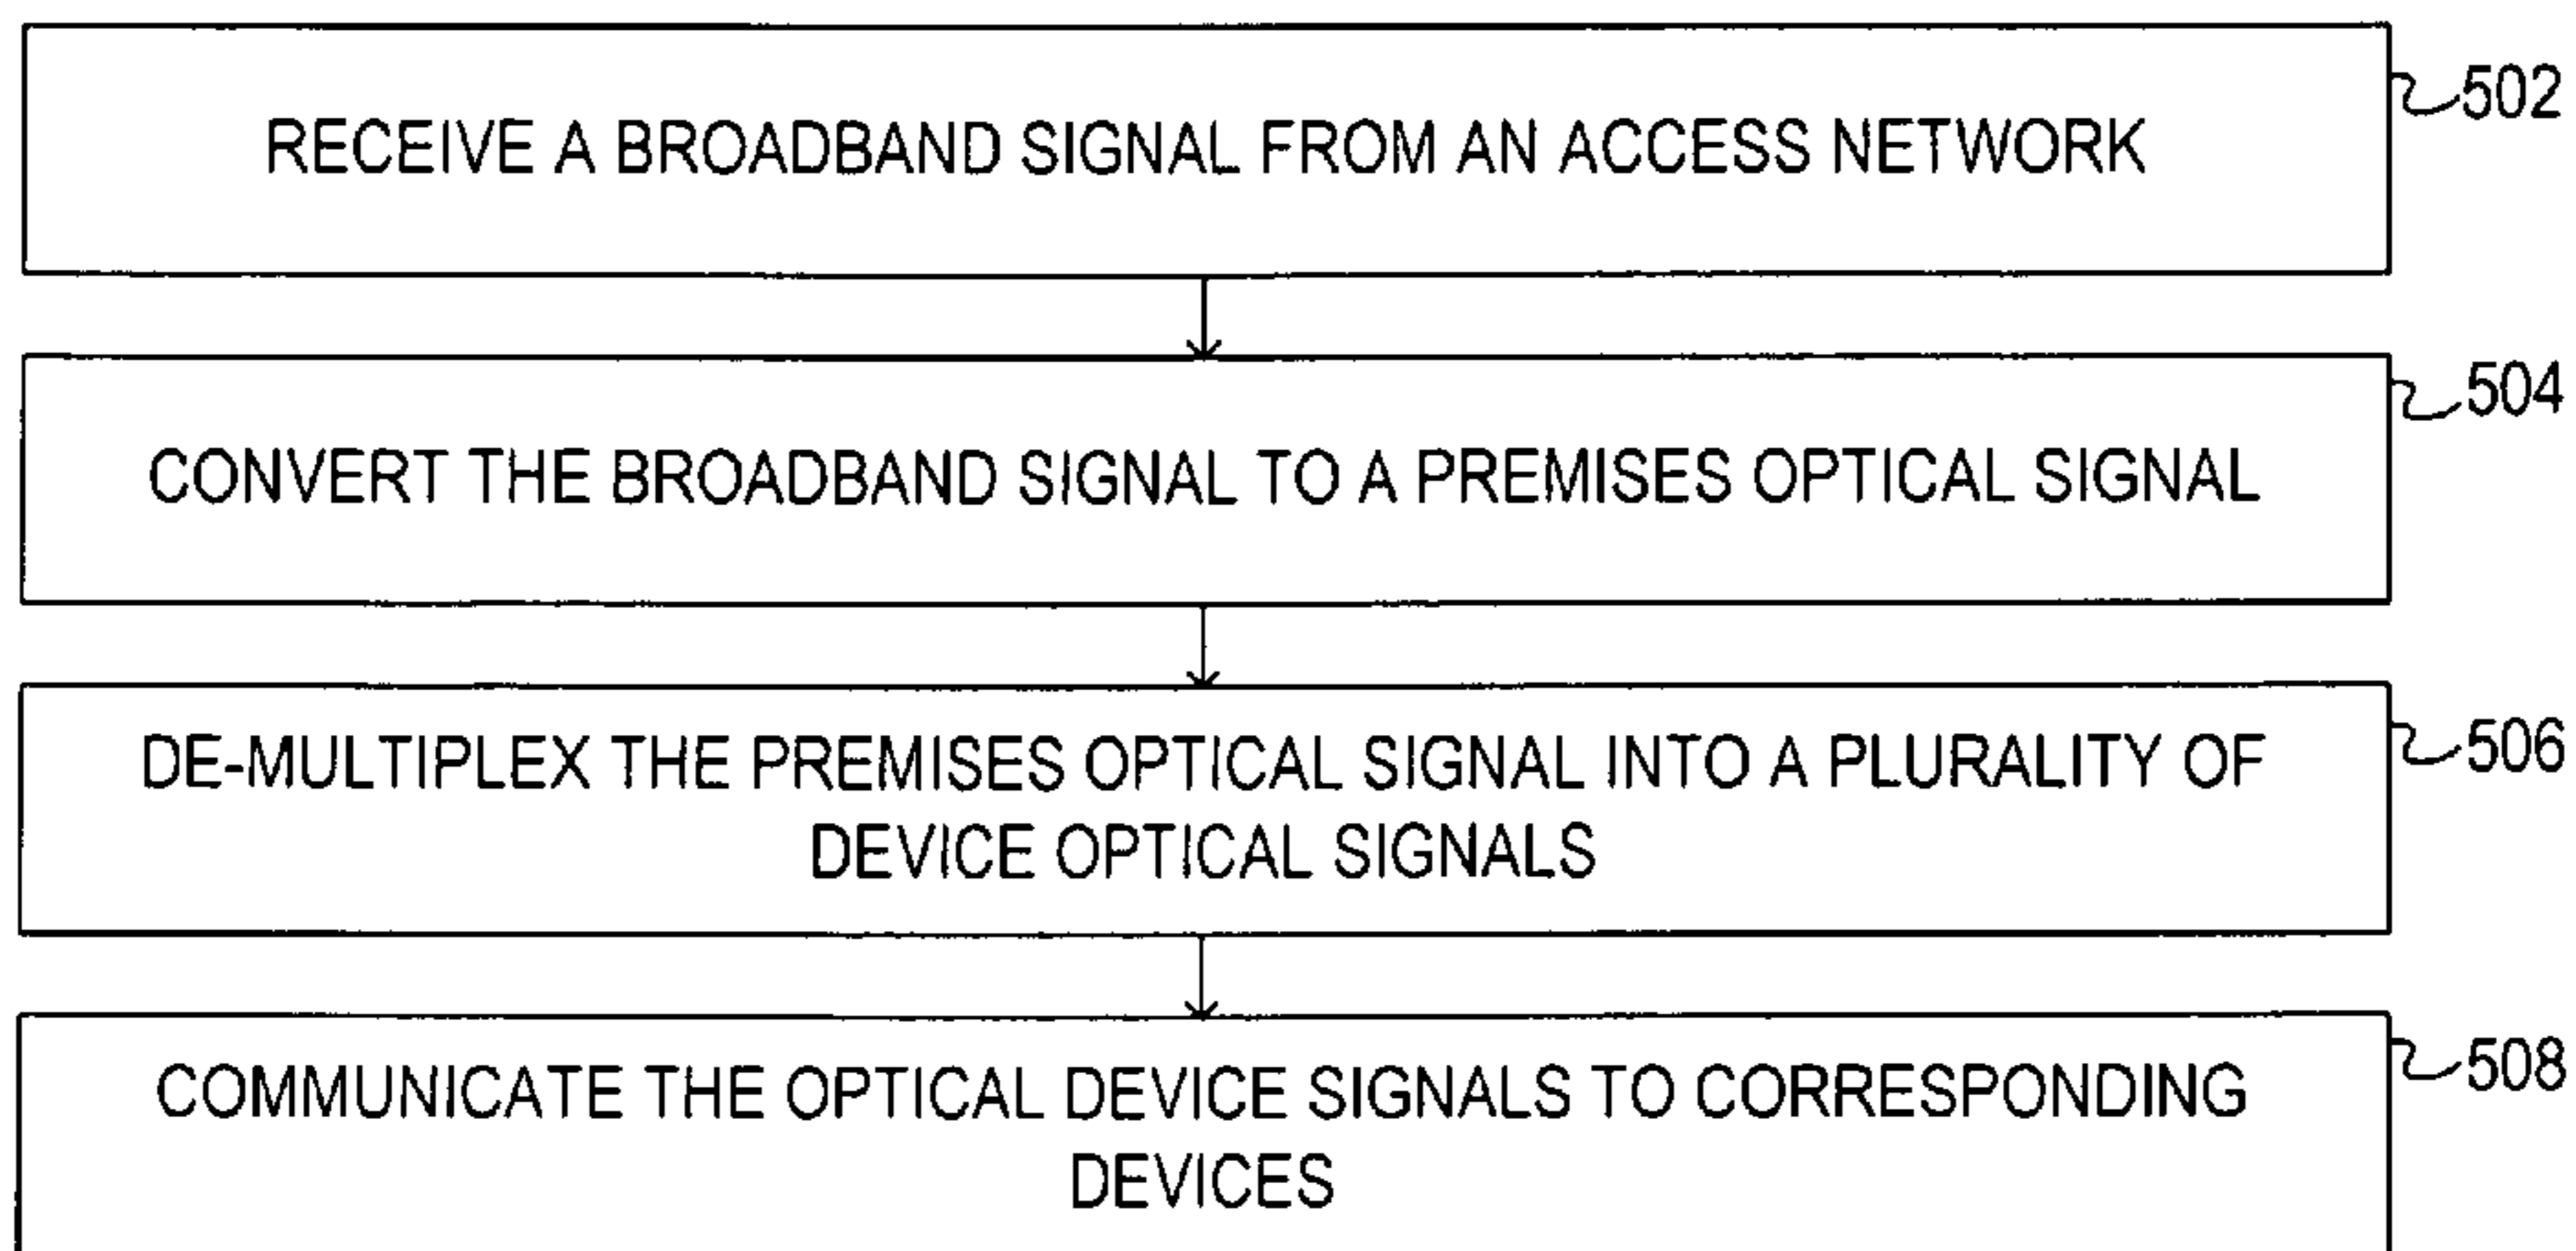 RECEIVE A BROADBAND SIGNAL FROM AN ACCESS NETWORK
502
CONVERT THE BROADBAND SIGNAL TO A PREMISES OPTICAL SIGNAL
504
DE-MULTIPLEX THE PREMISES OPTICAL SIGNAL INTO A PLURALITY OF
DEVICE OPTICAL SIGNALS
506
COMMUNICATE THE OPTICAL DEVICE SIGNALS TO CORRESPONDING
DEVICES
508